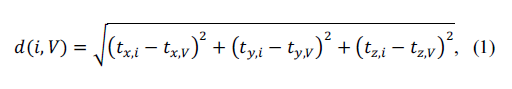 d(i, V) = √((t_{x,i} − t_{x,V})² + (t_{y,i} − t_{y,V})² + (t_{z,i} − t_{z,V})²), (1)